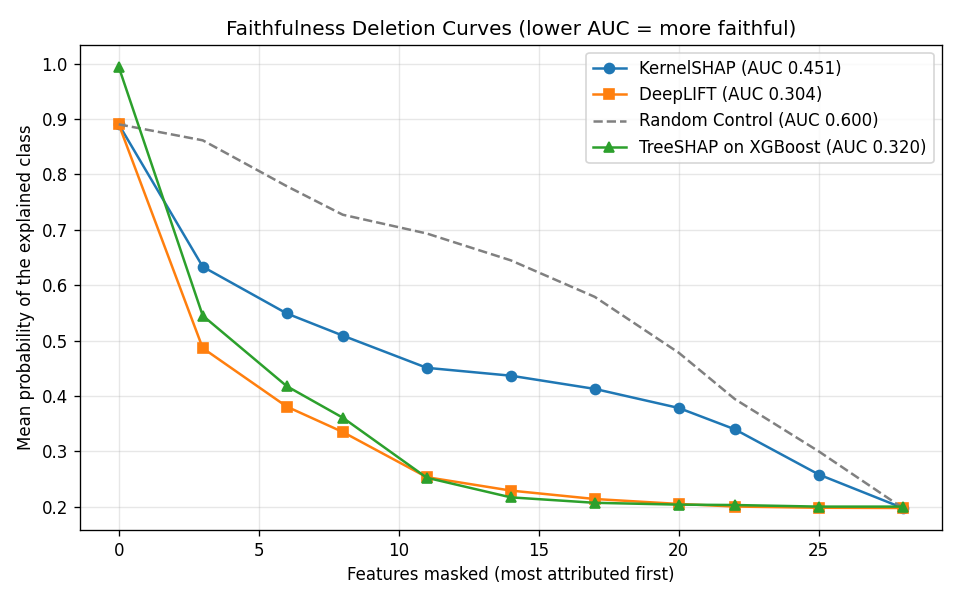 Faithfulness Deletion Curves (lower AUC = more faithful)
KernelSHAP (AUC 0.451)
DeepLIFT (AUC 0.304)
Random Control (AUC 0.600)
TreeSHAP on XGBoost (AUC 0.320)
Mean probability of the explained class
1.0
0.9
0.8
0.7
0.6
0.5
0.4
0.3
0.2
0 5 10 15 20 25
Features masked (most attributed first)